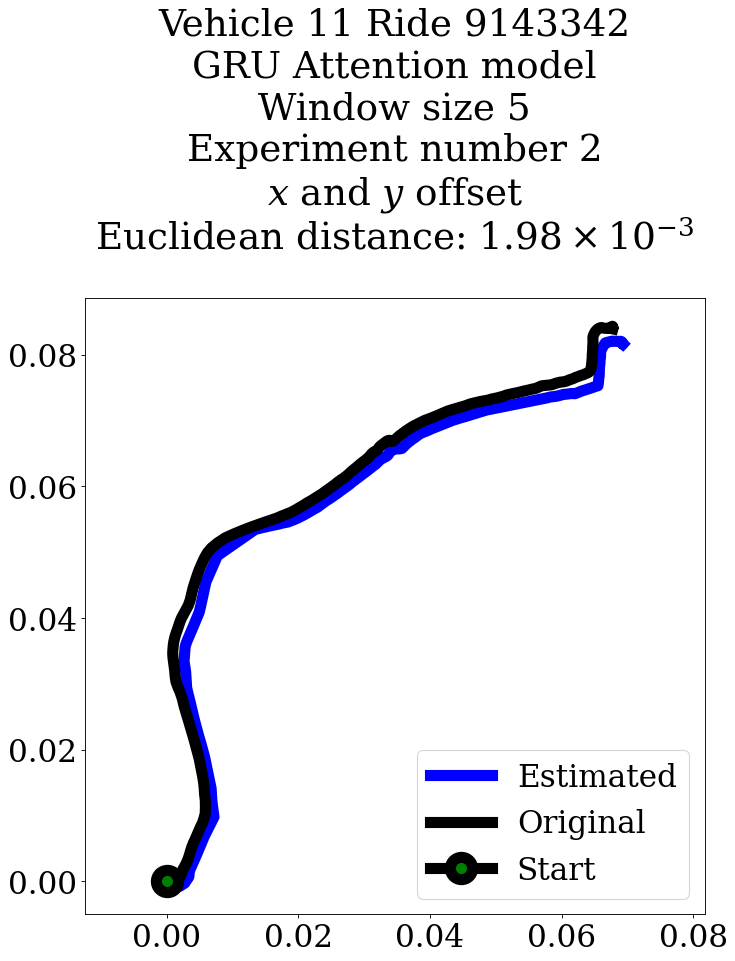 Vehicle 11 Ride 9143342
GRU Attention model
Window size 5
Experiment number 2
x and y offset
Euclidean distance: 1.98 × 10⁻³
0.08
0.06
0.04
0.02
0.00
Estimated
Original
Start
0.00 0.02 0.04 0.06 0.08